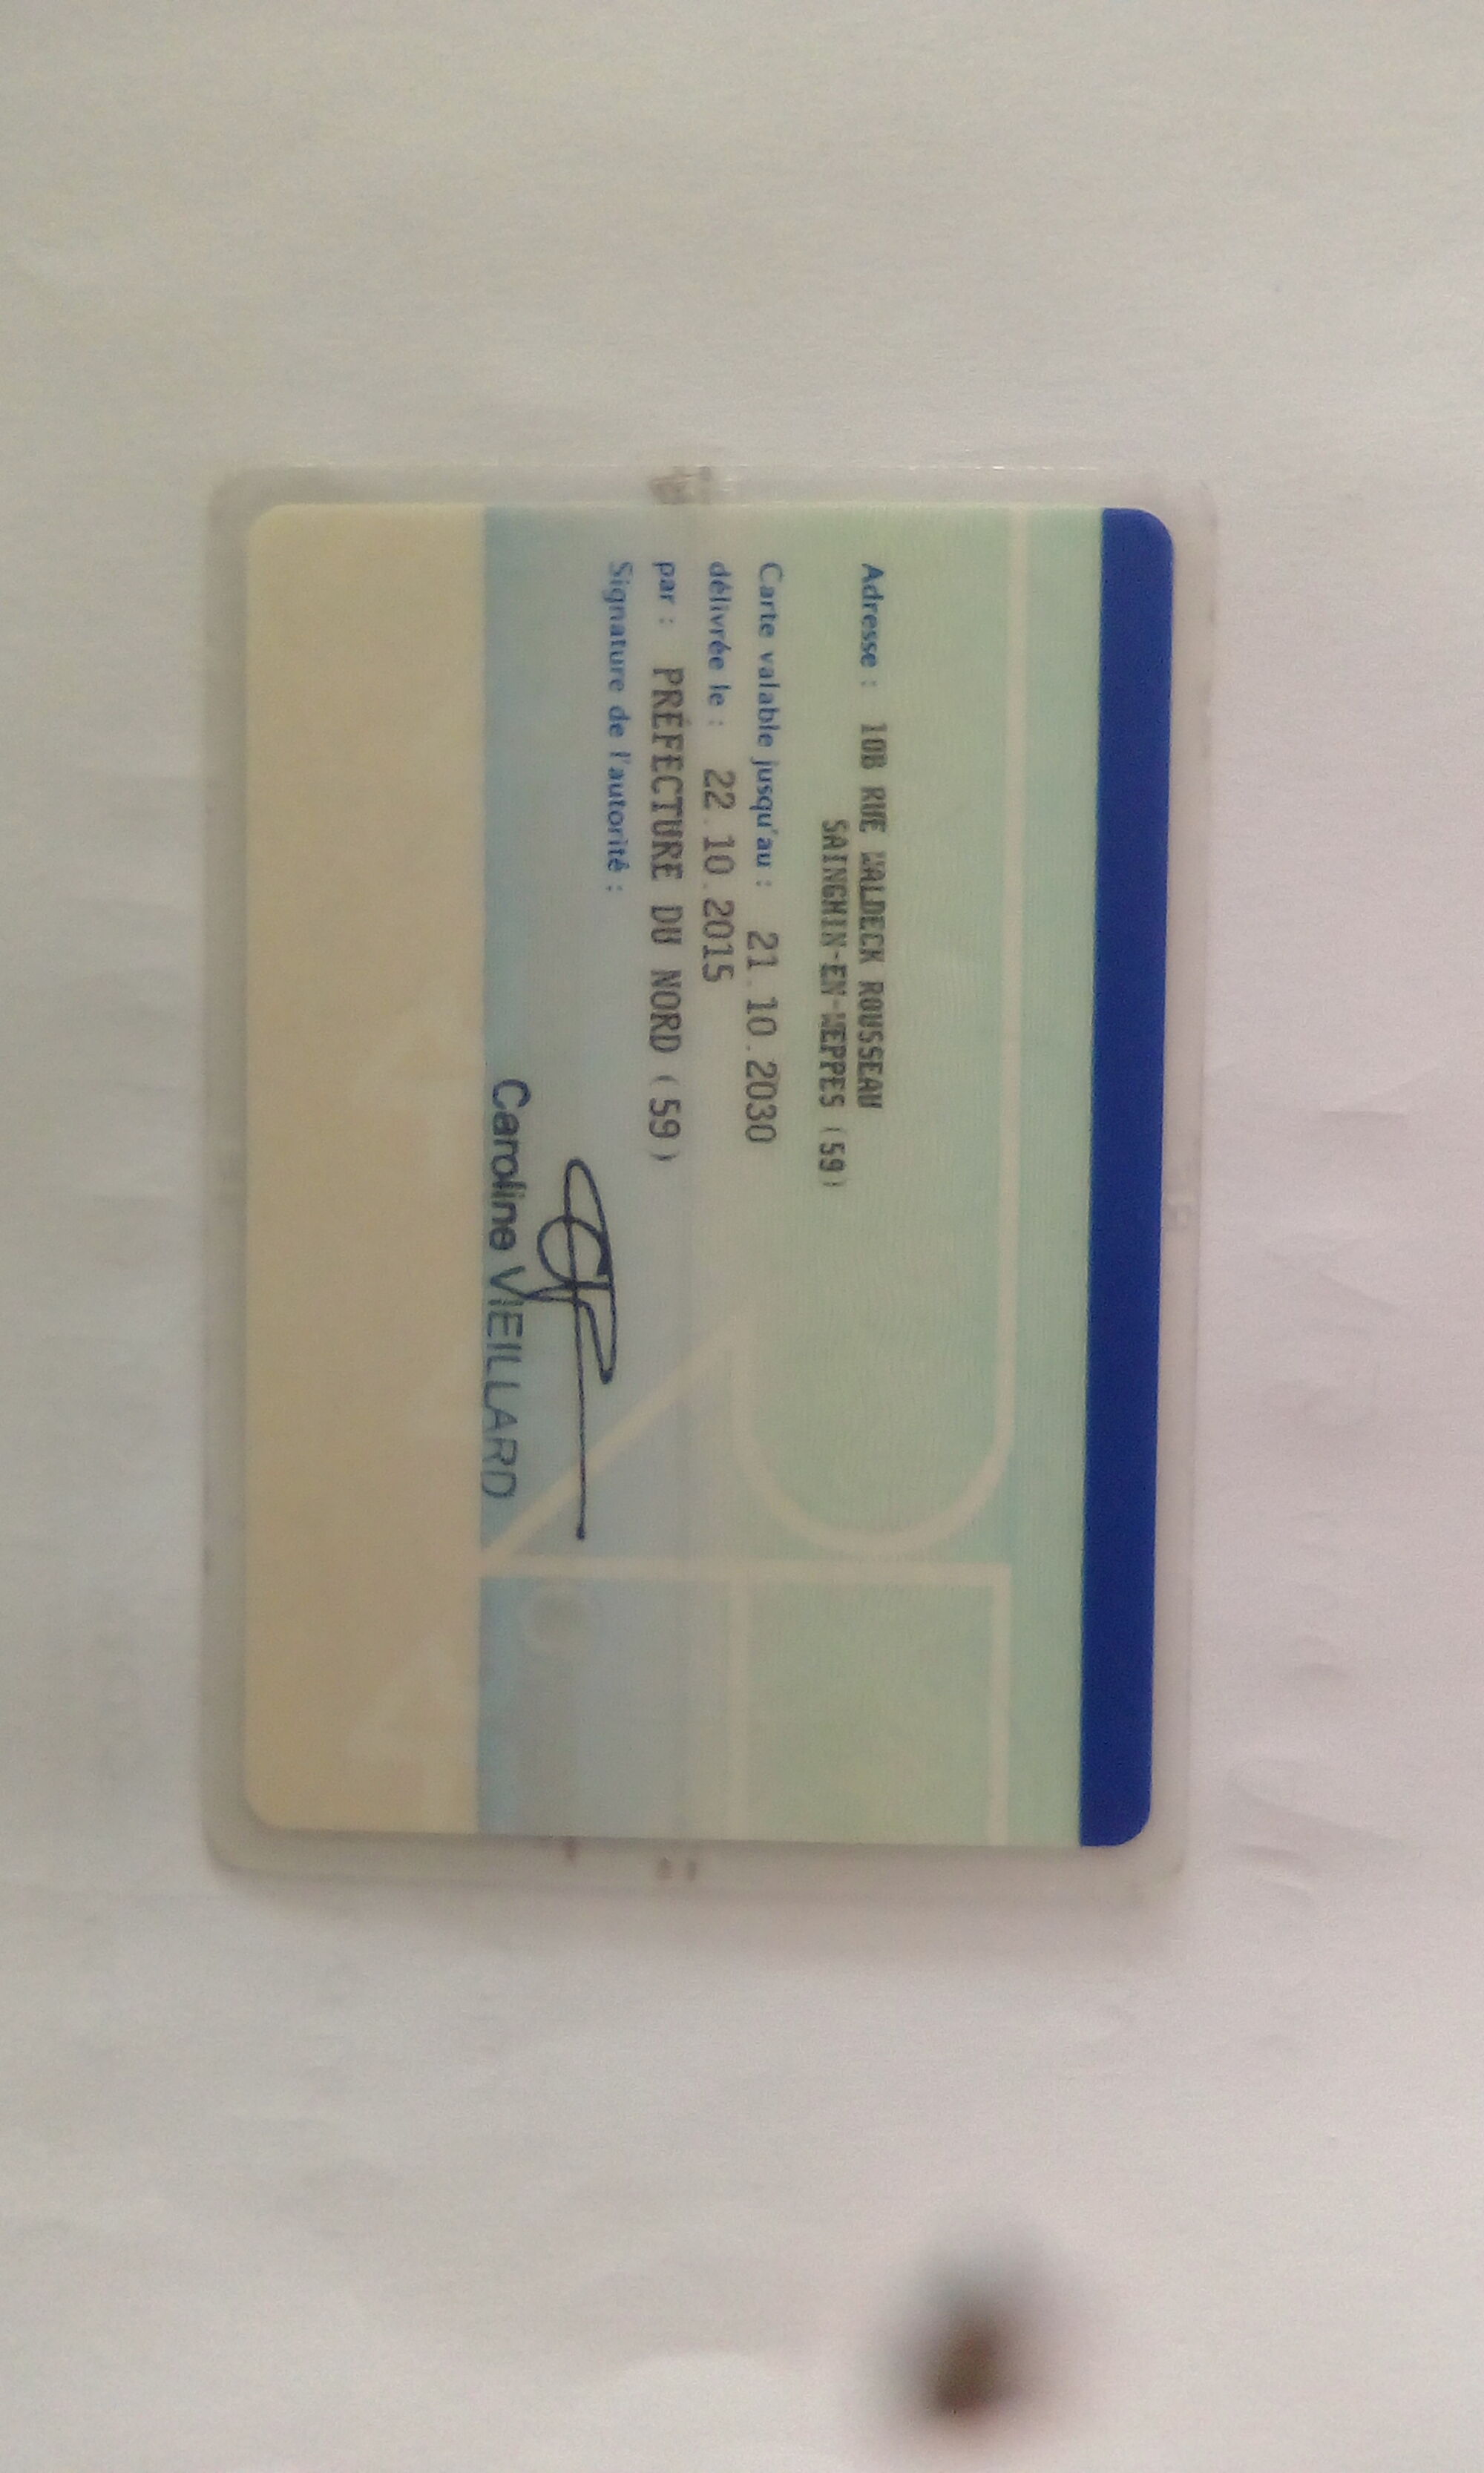 Adresse : 10B RUE WALDECK ROUSSEAU
SAINGHIN-EN-WEPPES (59)
Carte valable jusqu'au : 21.10.2030
délivrée le : 22.10.2015
par : PRÉFECTURE DU NORD (59)
Signature de l'autorité :
Caroline VIEILLARD